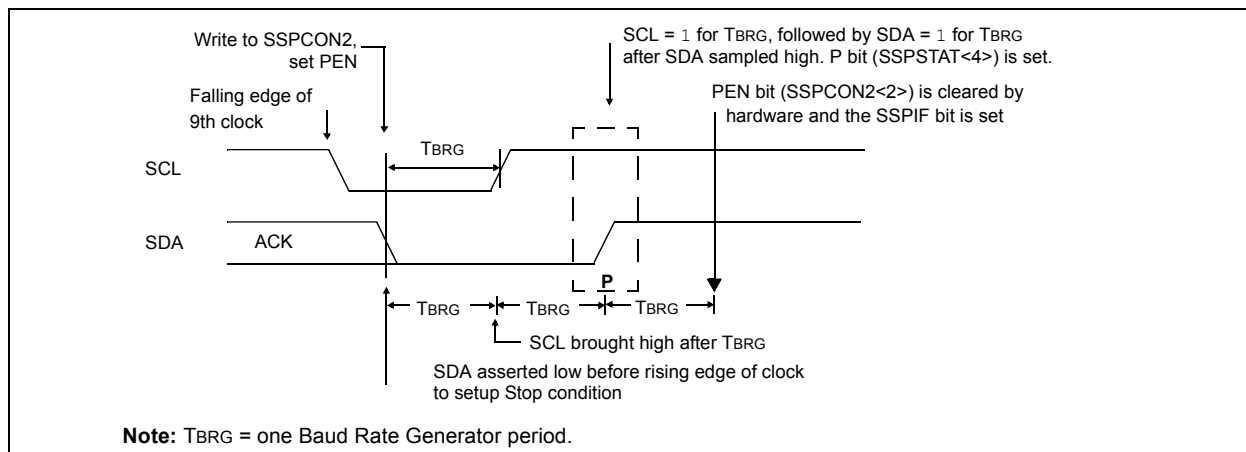 Write to SSPCON2,
set PEN
SCL = 1 for TBRG, followed by SDA = 1 for TBRG
after SDA sampled high. P bit (SSPSTAT<4>) is set.
Falling edge of
9th clock
PEN bit (SSPCON2<2>) is cleared by
hardware and the SSPIF bit is set
TBRG
SCL
SDA
ACK
P
TBRG
TBRG
TBRG
SCL brought high after TBRG
SDA asserted low before rising edge of clock
to setup Stop condition
Note: TBRG = one Baud Rate Generator period.